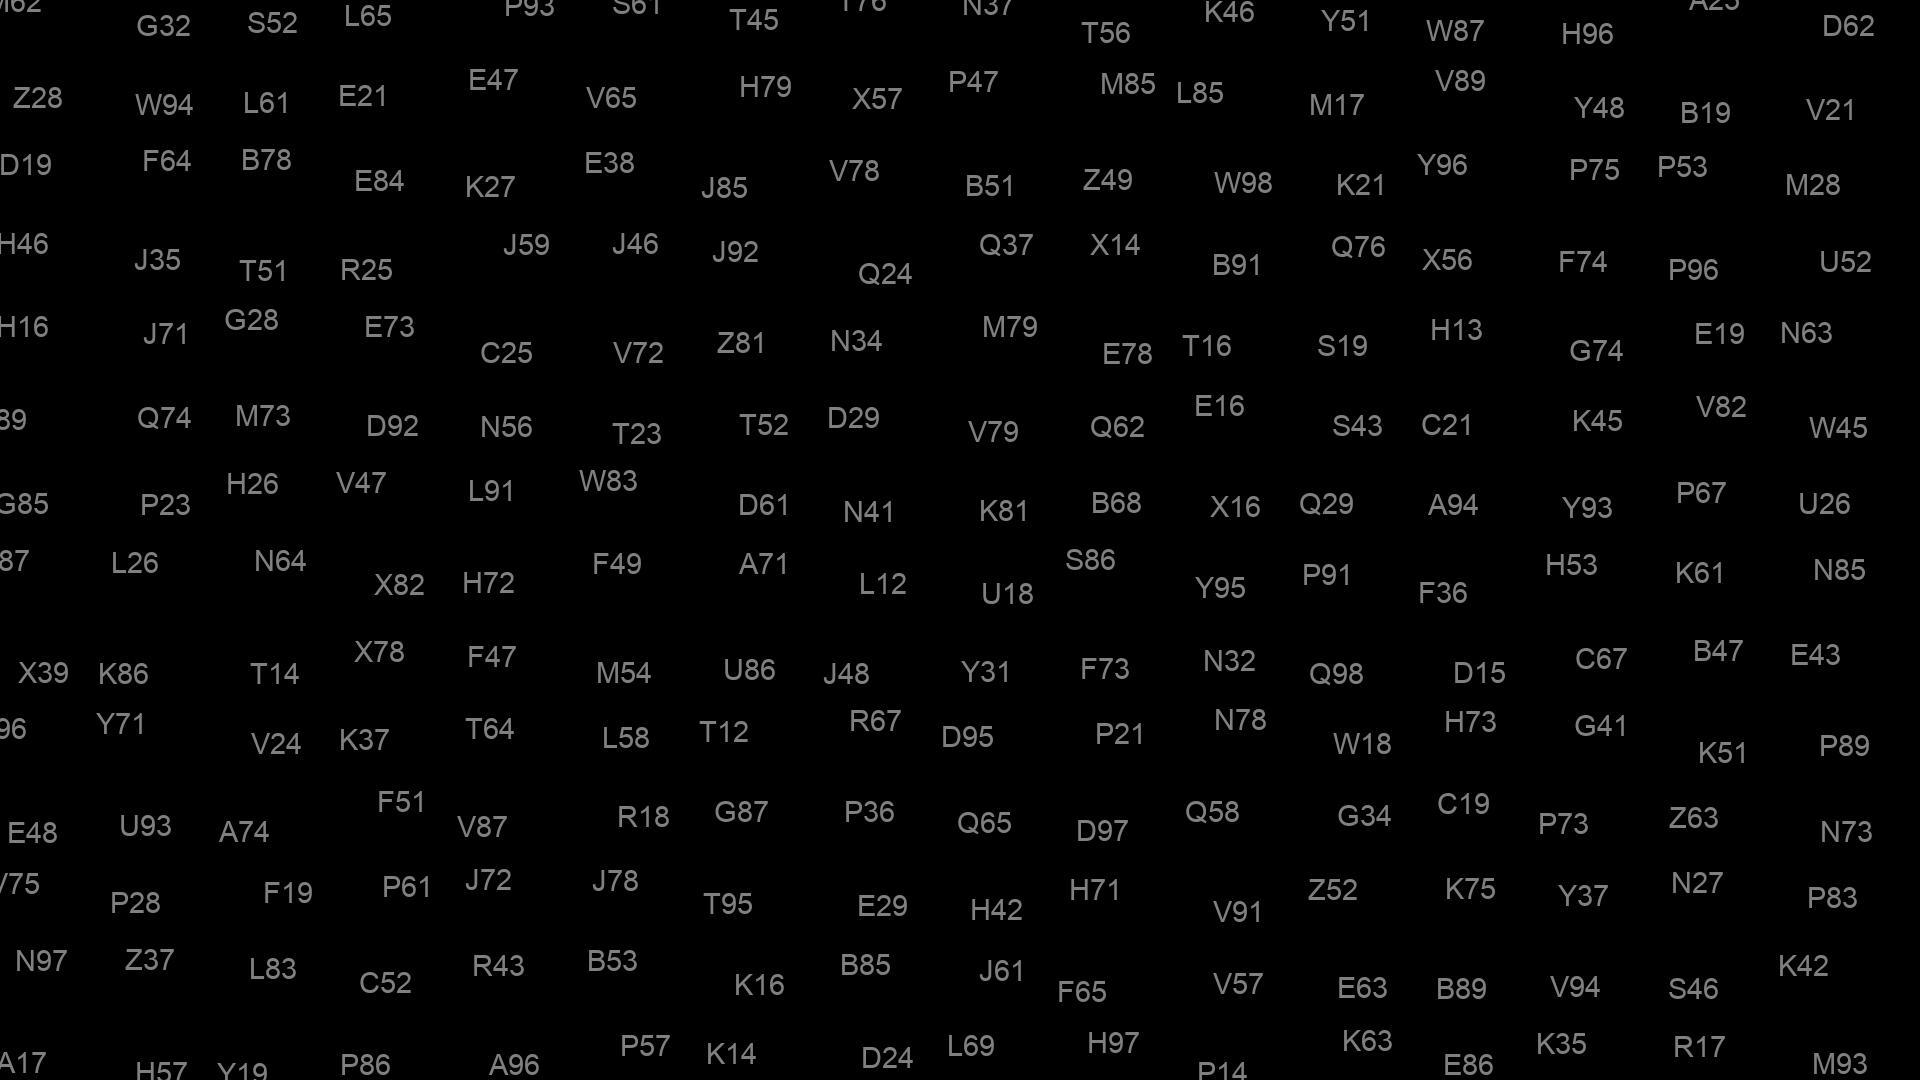 G32 S52 L65 P93 S61 T45 N37 T56 K46 Y51 W87 H96 D62
Z28 W94 L61 E21 E47 V65 H79 X57 P47 M85 L85 M17 V89 Y48 B19 V21
D19 F64 B78 E84 K27 E38 J85 V78 B51 Z49 W98 K21 Y96 P75 P53 M28
H46 J35 T51 R25 J59 J46 J92 Q24 Q37 X14 B91 Q76 X56 F74 P96 U52
H16 J71 G28 E73 C25 V72 Z81 N34 M79 E78 T16 S19 H13 G74 E19 N63
89 Q74 M73 D92 N56 T23 T52 D29 V79 Q62 E16 S43 C21 K45 V82 W45
G85 P23 H26 V47 L91 W83 D61 N41 K81 B68 X16 Q29 A94 Y93 P67 U26
87 L26 N64 X82 H72 F49 A71 L12 U18 S86 Y95 P91 F36 H53 K61 N85
X39 K86 T14 X78 F47 M54 U86 J48 Y31 F73 N32 Q98 D15 C67 B47 E43
96 Y71 V24 K37 T64 L58 T12 R67 D95 P21 N78 W18 H73 G41 K51 P89
E48 U93 A74 F51 V87 R18 G87 P36 Q65 D97 Q58 G34 C19 P73 Z63 N73
V75 P28 F19 P61 J72 J78 T95 E29 H42 H71 V91 Z52 K75 Y37 N27 P83
N97 Z37 L83 C52 R43 B53 K16 B85 J61 F65 V57 E63 B89 V94 S46 K42
A17 H57 Y19 P86 A96 P57 K14 D24 L69 H97 P14 K63 E86 K35 R17 M93